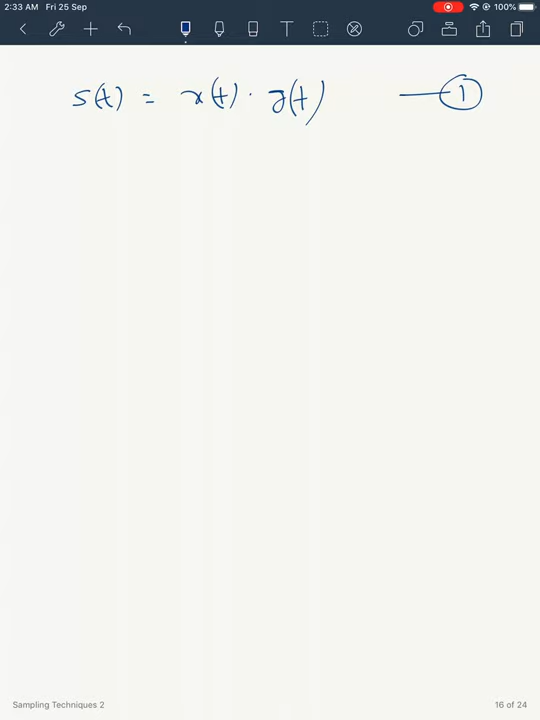 2:33 AM Fri 25 Sep 100%
s(t) = x(t) . g(t) — 1
Sampling Techniques 2 16 of 24